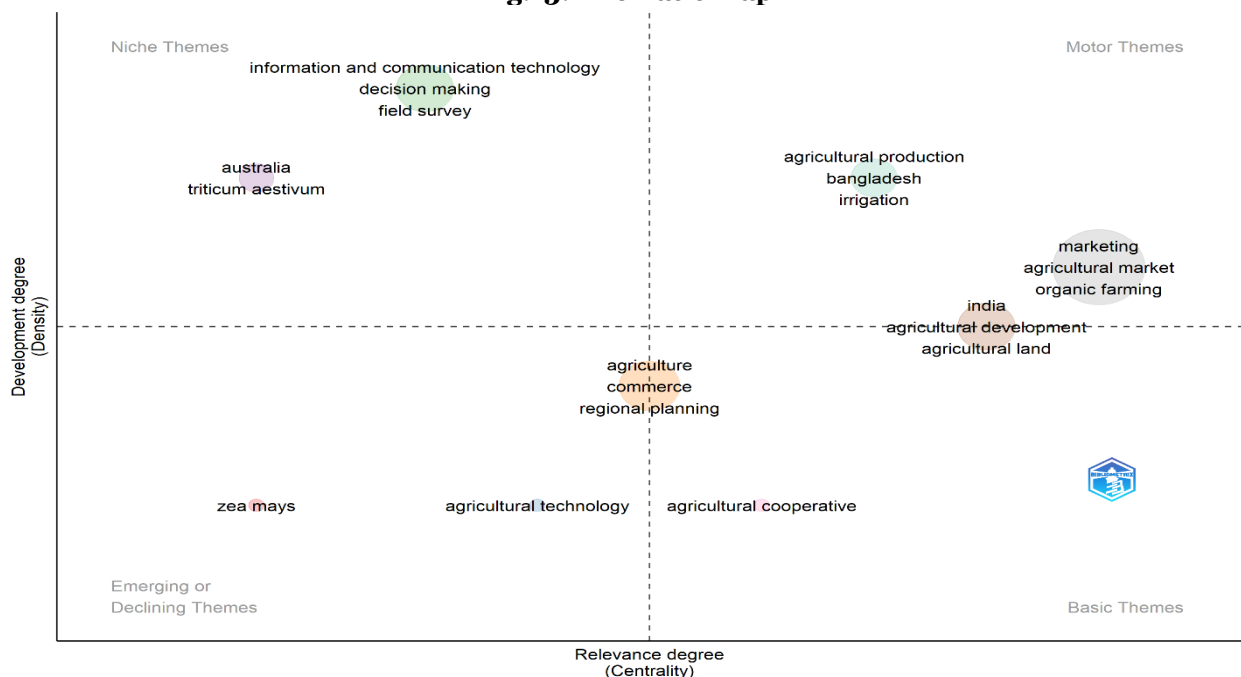 Niche Themes
Motor Themes
information and communication technology
decision making
field survey
australia
triticum aestivum
agricultural production
bangladesh
irrigation
marketing
agricultural market
organic farming
india
agricultural development
agricultural land
agriculture
commerce
regional planning
zea mays
agricultural technology
agricultural cooperative
BIBLIOMETRIX
Emerging or
Declining Themes
Basic Themes
Development degree
(Density)
Relevance degree
(Centrality)